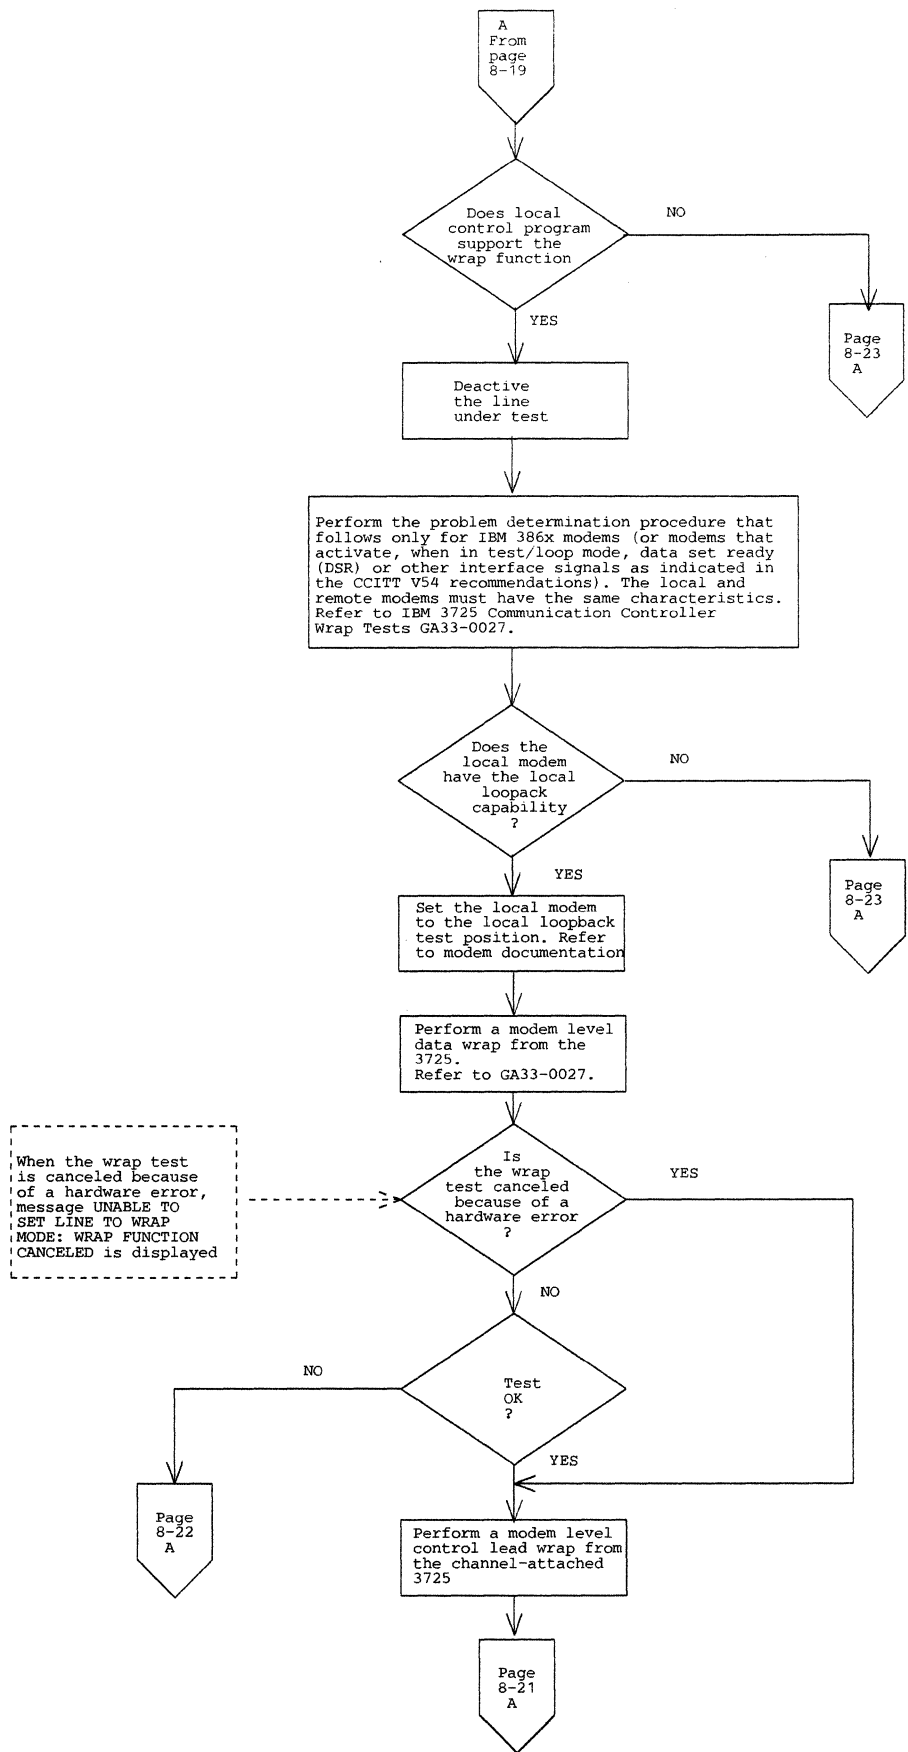 A
From
page
8-19
Does local
control program
support the
wrap function
NO
YES
Page
8-23
A
Deactive
the line
under test
Perform the problem determination procedure that
follows only for IBM 386x modems (or modems that
activate, when in test/loop mode, data set ready
(DSR) or other interface signals as indicated in
the CCITT V54 recommendations). The local and
remote modems must have the same characteristics.
Refer to IBM 3725 Communication Controller
Wrap Tests GA33-0027.
Does the
local modem
have the local
loopack
capability
?
NO
YES
Page
8-23
A
Set the local modem
to the local loopback
test position. Refer
to modem documentation
Perform a modem level
data wrap from the
3725.
Refer to GA33-0027.
When the wrap test
is canceled because
of a hardware error,
message UNABLE TO
SET LINE TO WRAP
MODE: WRAP FUNCTION
CANCELED is displayed
Is
the wrap
test canceled
because of a
hardware error
?
YES
NO
Test
OK
?
NO
YES
Page
8-22
A
Perform a modem level
control lead wrap from
the channel-attached
3725
Page
8-21
A